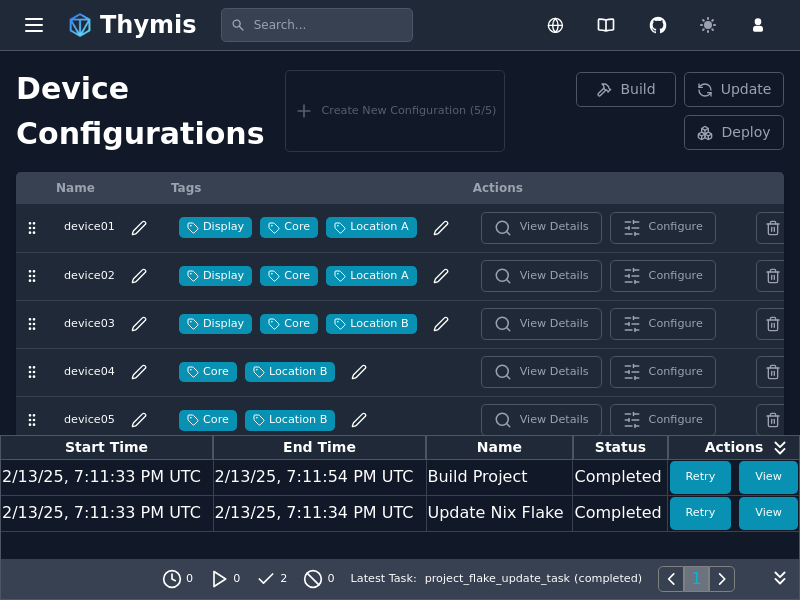 Thymis
Search...
Device
Configurations
Create New Configuration (5/5)
Build
Update
Deploy
Name Tags Actions
device01 Display Core Location A View Details Configure
device02 Display Core Location A View Details Configure
device03 Display Core Location B View Details Configure
device04 Core Location B View Details Configure
device05 Core Location B View Details Configure
Start Time End Time Name Status Actions
2/13/25, 7:11:33 PM UTC 2/13/25, 7:11:54 PM UTC Build Project Completed Retry View
2/13/25, 7:11:33 PM UTC 2/13/25, 7:11:34 PM UTC Update Nix Flake Completed Retry View
0 0 2 0 Latest Task: project_flake_update_task (completed) 1